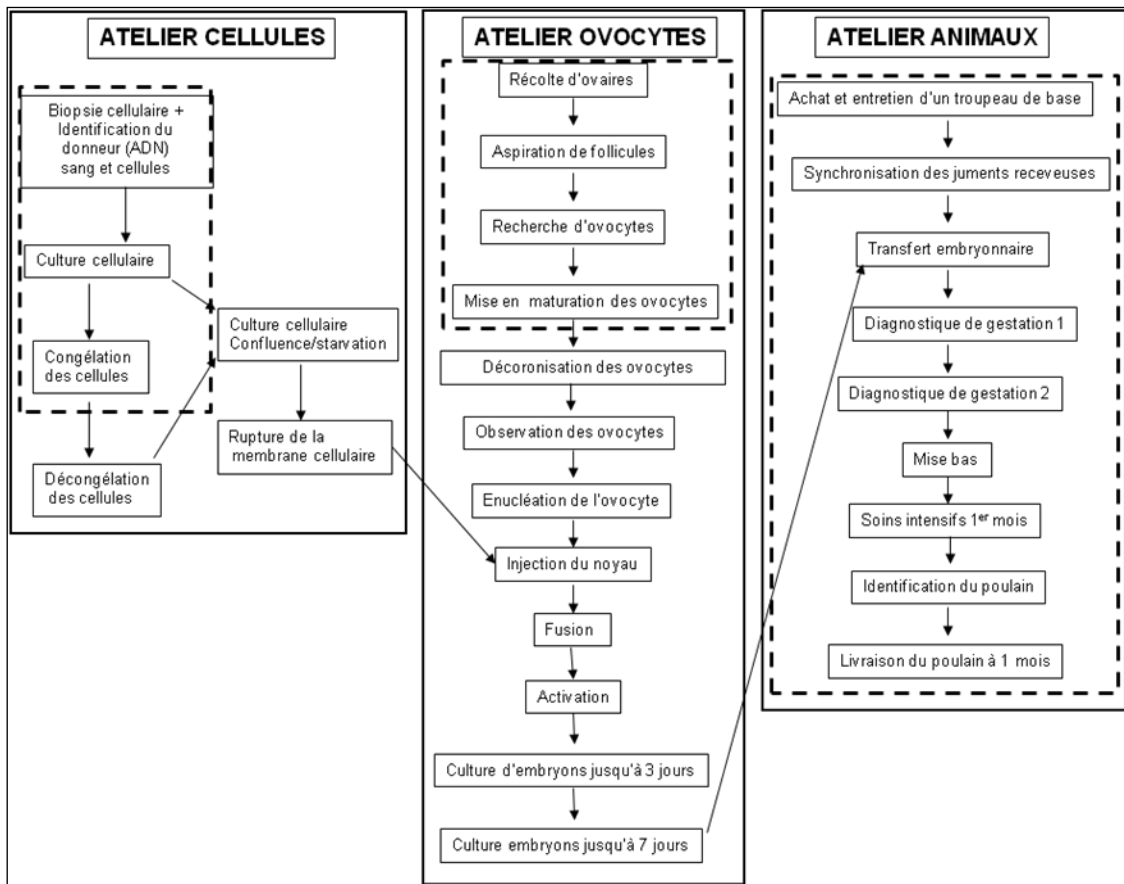 ATELIER CELLULES
Biopsie cellulaire +
Identification du
donneur (ADN)
sang et cellules
Culture cellulaire
Congélation
des cellules
Décongélation
des cellules
Culture cellulaire
Confluence/starvation
Rupture de la
membrane cellulaire
ATELIER OVOCYTES
Récolte d'ovaires
Aspiration de follicules
Recherche d'ovocytes
Mise en maturation des ovocytes
Décoronisation des ovocytes
Observation des ovocytes
Enucléation de l'ovocyte
Injection du noyau
Fusion
Activation
Culture d'embryons jusqu'à 3 jours
Culture embryons jusqu'à 7 jours
ATELIER ANIMAUX
Achat et entretien d'un troupeau de base
Synchronisation des juments receveuses
Transfert embryonnaire
Diagnostique de gestation 1
Diagnostique de gestation 2
Mise bas
Soins intensifs 1er mois
Identification du poulain
Livraison du poulain à 1 mois